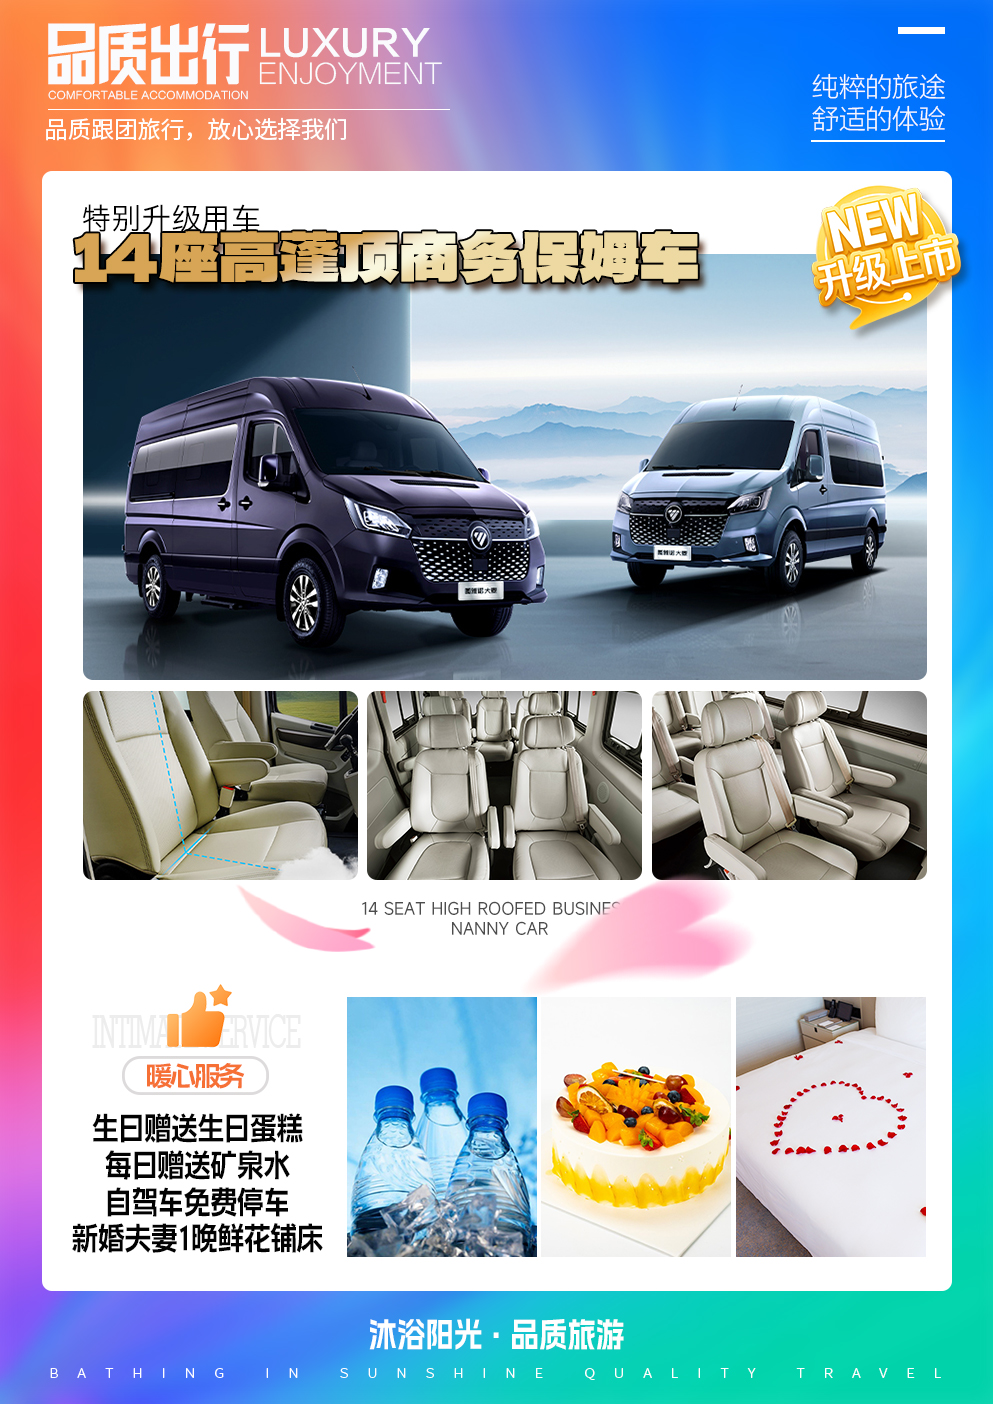 品质出行
LUXURY
ENJOYMENT
COMFORTABLE ACCOMMODATION
品质跟团旅行，放心选择我们
纯粹的旅途
舒适的体验
特别升级用车
14座高蓬顶商务保姆车
NEW
升级上市
14 SEAT HIGH ROOFED BUSINES
NANNY CAR
INTIMA ERVICE
暖心服务
生日赠送生日蛋糕
每日赠送矿泉水
自驾车免费停车
新婚夫妻1晚鲜花铺床
沐浴阳光·品质旅游
BATHING IN SUNSHINE QUALITY TRAVEL